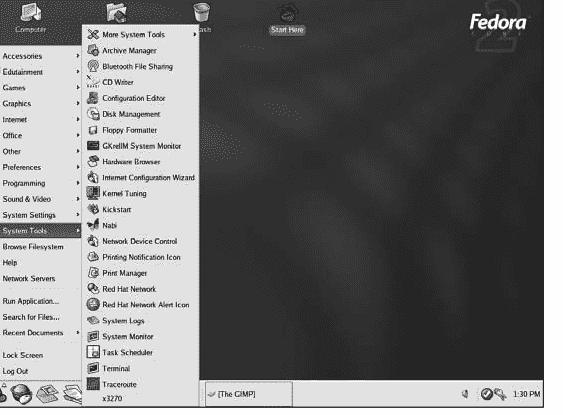 Computer
ash
Start Here
Fedora
2
Accessories
Edutainment
Games
Graphics
Internet
Office
Other
Preferences
Programming
Sound & Video
System Settings
System Tools
Browse Filesystem
Help
Network Servers
Run Application...
Search for Files...
Recent Documents
Lock Screen
Log Out
More System Tools
Archive Manager
Bluetooth File Sharing
CD Writer
Configuration Editor
Disk Management
Floppy Formatter
GKrellM System Monitor
Hardware Browser
Internet Configuration Wizard
Kernel Tuning
Kickstart
Nabi
Network Device Control
Printing Notification Icon
Print Manager
Red Hat Network
Red Hat Network Alert Icon
System Logs
System Monitor
Task Scheduler
Terminal
Traceroute
x3270
[The GIMP]
1:30 PM